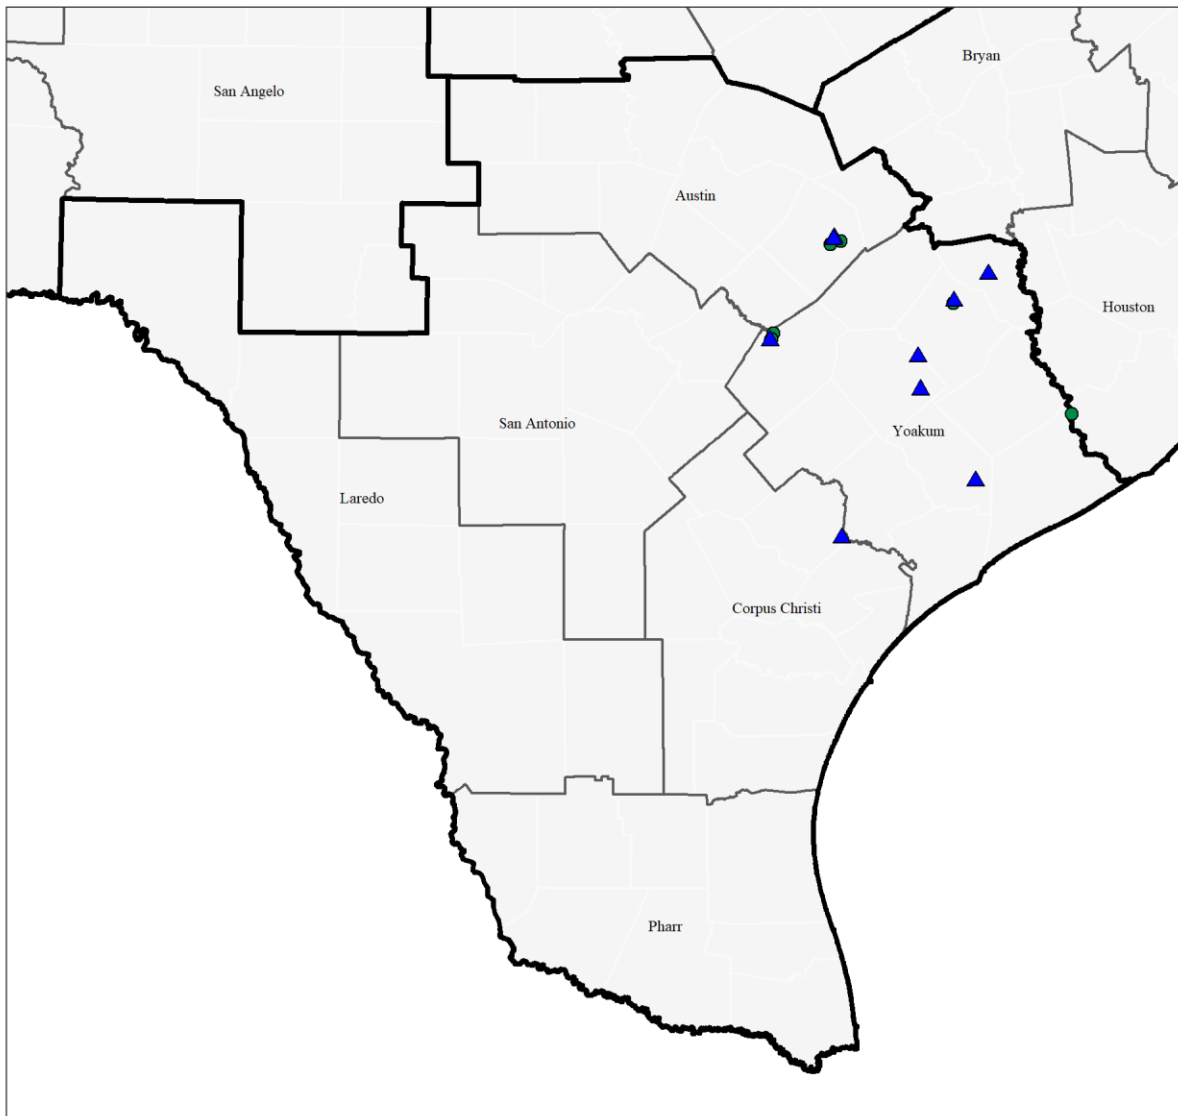 Bryan
San Angelo
Austin
Houston
San Antonio
Yoakum
Laredo
Corpus Christi
Pharr